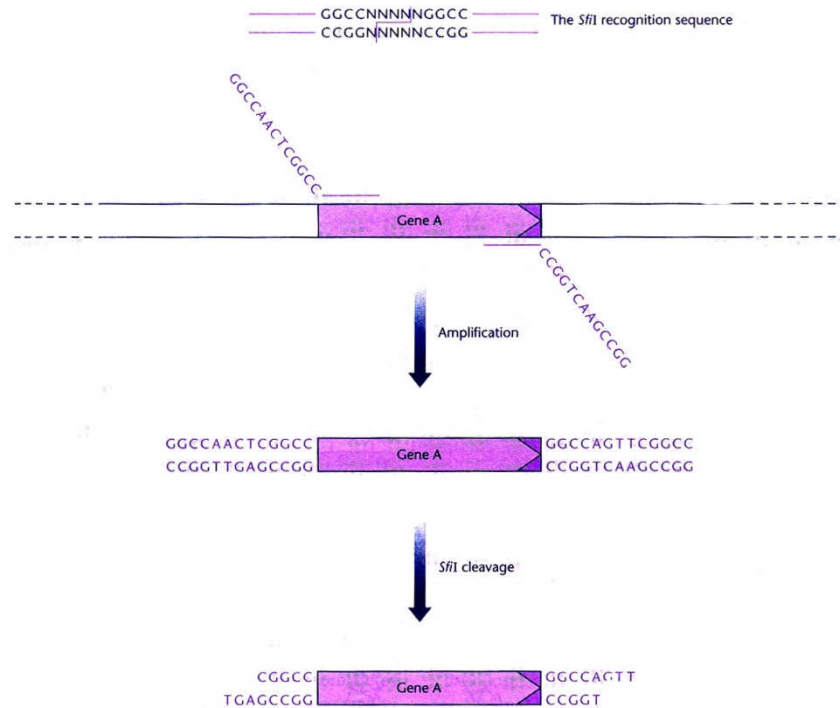 GGCCNNNNNGGCC
CCGGNNNNNCCGG
The SfiI recognition sequence
GGCCAACTCGGCC
Gene A
CCGGTCAAGCCGG
Amplification
GGCCAACTCGGCC
CCGGTTGAGCCGG
Gene A
GGCCAGTTCGGCC
CCGGTCAAGCCGG
SfiI cleavage
CGGCC
TGAGCCGG
Gene A
GGCCAGTT
CCGGT